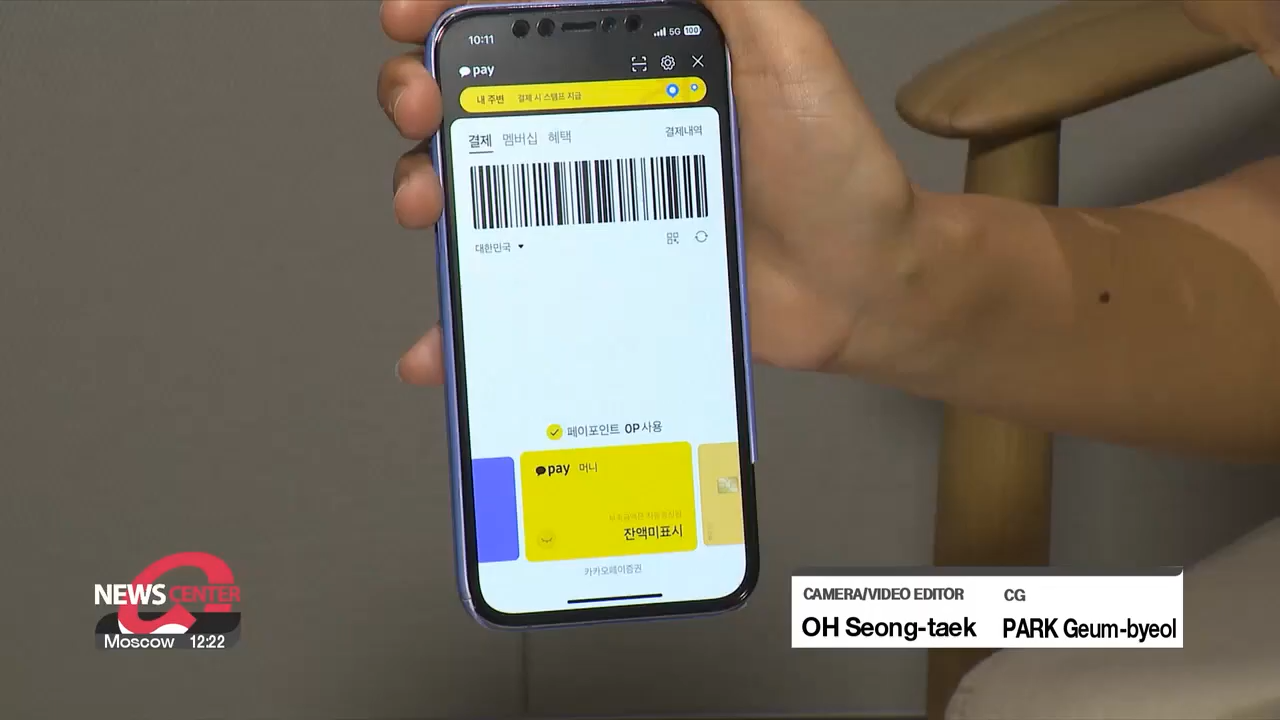 10:11
5G 100
pay
내 주변 결제 시 스탬프 지급
결제 멤버십 혜택 결제내역
대한민국
페이포인트 0P 사용
pay 머니
잔액미표시
카카오페이증권
NEWS CENTER
Moscow 12:22
CAMERA/VIDEO EDITOR CG
OH Seong-taek PARK Geum-byeol